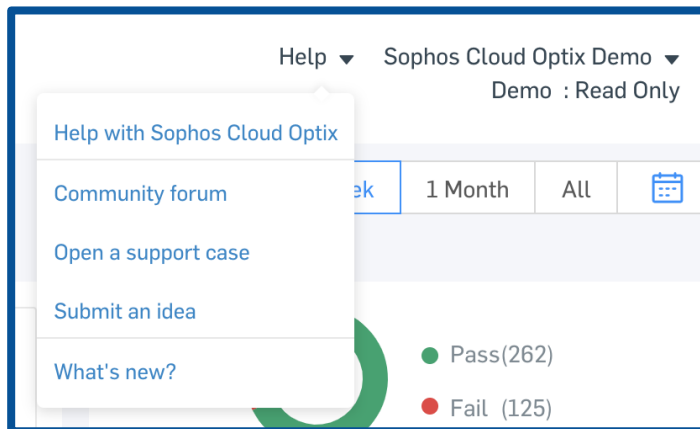 Help
Sophos Cloud Optix Demo
Demo : Read Only
Help with Sophos Cloud Optix
Community forum
Open a support case
Submit an idea
What's new?
1 Month
All
Pass(262)
Fail (125)